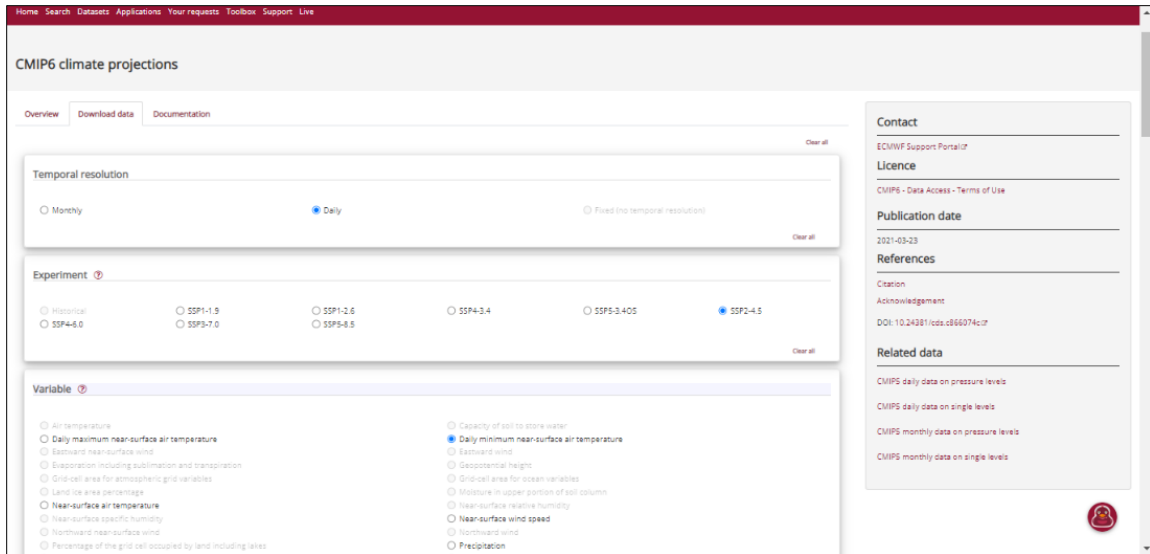 Home Search Datasets Applications Your requests Toolbox Support Live
CMIP6 climate projections
Overview Download data Documentation
Clear all
Temporal resolution
Monthly Daily Fixed (no temporal resolution)
Clear all
Experiment ?
Historical SSP1-1.9 SSP1-2.6 SSP4-3.4 SSP5-3.4OS SSP2-4.5
SSP4-6.0 SSP3-7.0 SSP5-8.5
Clear all
Variable ?
Air temperature Capacity of soil to store water
Daily maximum near-surface air temperature Daily minimum near-surface air temperature
Eastward near-surface wind Eastward wind
Evaporation including sublimation and transpiration Geopotential height
Grid-cell area for atmospheric grid variables Grid-cell area for ocean variables
Land ice area percentage Moisture in upper portion of soil column
Near-surface air temperature Near-surface relative humidity
Near-surface specific humidity Near-surface wind speed
Northward near-surface wind Northward wind
Percentage of the grid cell occupied by land including lakes Precipitation
Contact
ECMWF Support Portal
Licence
CMIP6 - Data Access - Terms of Use
Publication date
2021-03-23
References
Citation
Acknowledgement
DOI: 10.24381/cds.c866074c
Related data
CMIP5 daily data on pressure levels
CMIP5 daily data on single levels
CMIP5 monthly data on pressure levels
CMIP5 monthly data on single levels